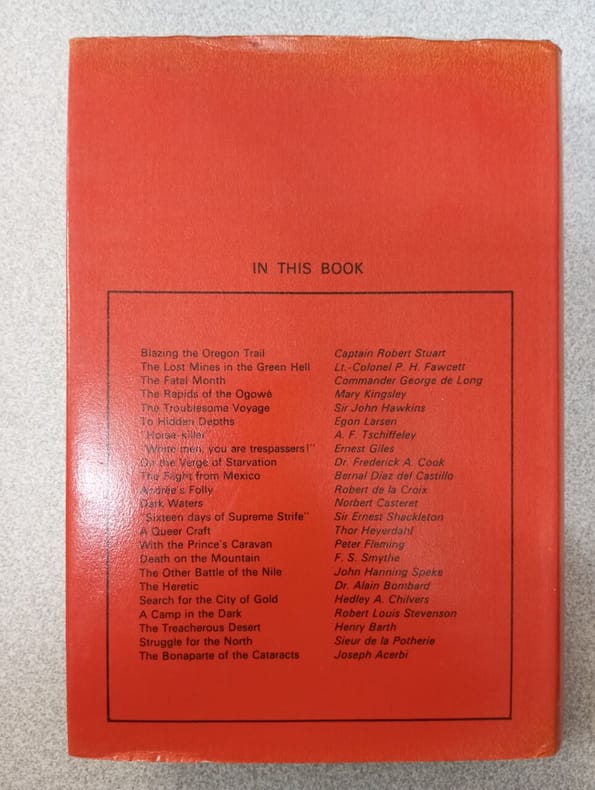 IN THIS BOOK
Blazing the Oregon Trail Captain Robert Stuart
The Lost Mines in the Green Hell Lt.-Colonel P. H. Fawcett
The Fatal Month Commander George de Long
The Rapids of the Ogowè Mary Kingsley
The Troublesome Voyage Sir John Hawkins
To Hidden Depths Egon Larsen
"Horse-killer" A. F. Tschiffeley
"White men, you are trespassers!" Ernest Giles
On the Verge of Starvation Dr. Frederick A. Cook
The Flight from Mexico Bernal Diaz del Castillo
Andrée's Folly Robert de la Croix
Dark Waters Norbert Casteret
"Sixteen days of Supreme Strife" Sir Ernest Shackleton
A Queer Craft Thor Heyerdahl
With the Prince's Caravan Peter Fleming
Death on the Mountain F. S. Smythe
The Other Battle of the Nile John Hanning Speke
The Heretic Dr. Alain Bombard
Search for the City of Gold Hedley A. Chilvers
A Camp in the Dark Robert Louis Stevenson
The Treacherous Desert Henry Barth
Struggle for the North Sieur de la Potherie
The Bonaparte of the Cataracts Joseph Acerbi